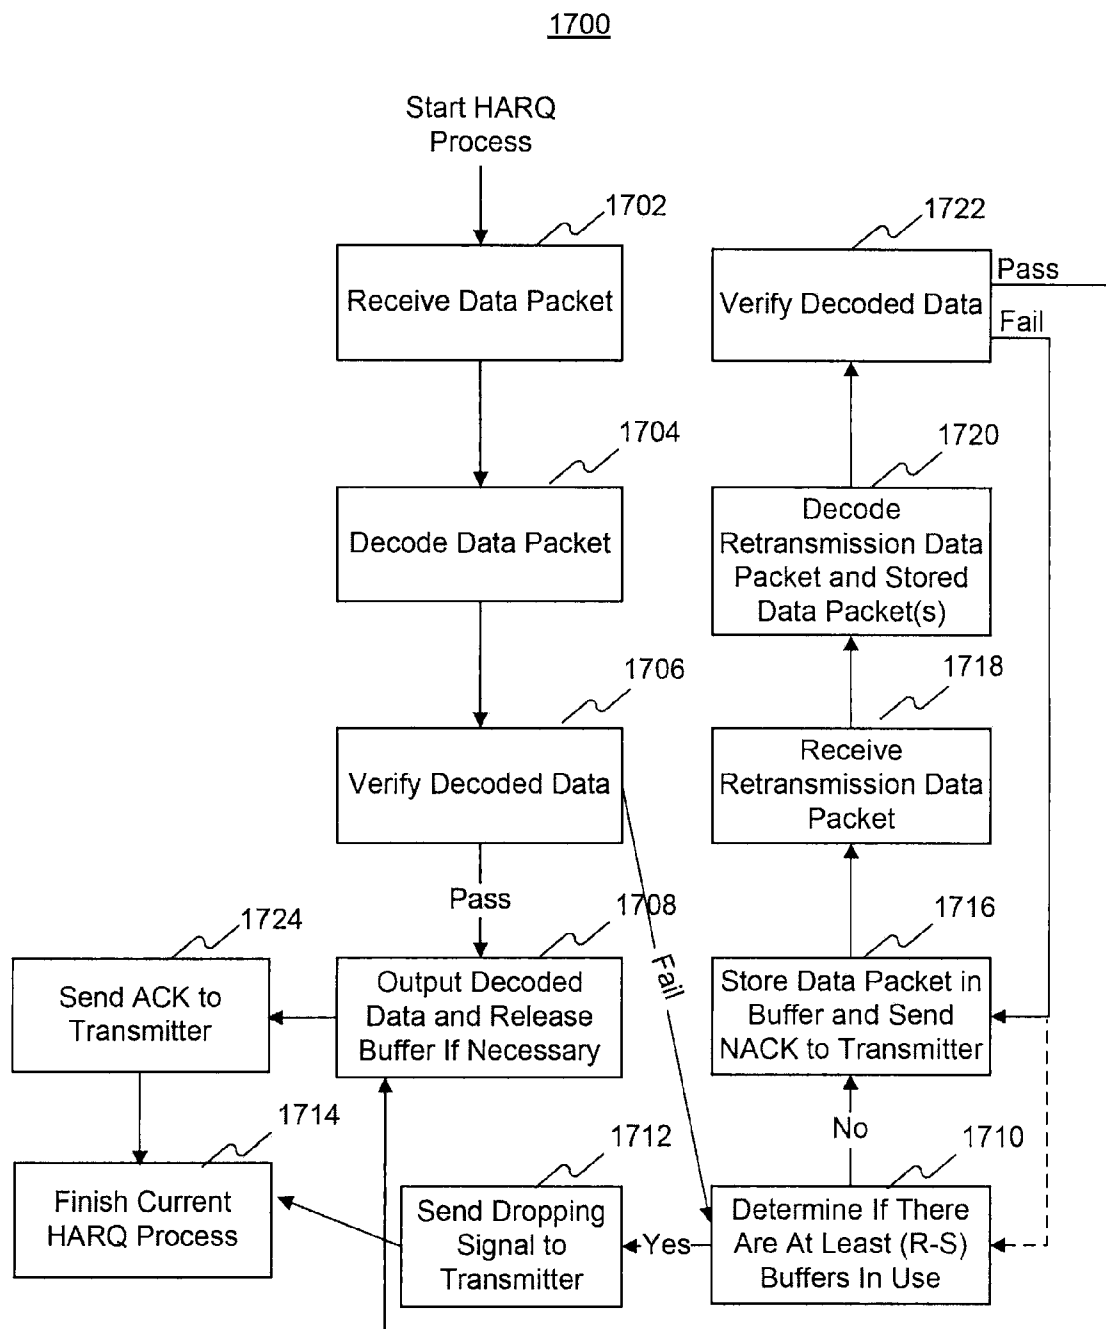 1700
Start HARQ
Process
1702
Receive Data Packet
1704
Decode Data Packet
1706
Verify Decoded Data
Pass
Fail
1708
Output Decoded
Data and Release
Buffer If Necessary
1724
Send ACK to
Transmitter
1714
Finish Current
HARQ Process
1712
Send Dropping
Signal to
Transmitter
Yes
1710
Determine If There
Are At Least (R-S)
Buffers In Use
No
1716
Store Data Packet in
Buffer and Send
NACK to Transmitter
1718
Receive
Retransmission Data
Packet
1720
Decode
Retransmission Data
Packet and Stored
Data Packet(s)
1722
Verify Decoded Data
Pass
Fail